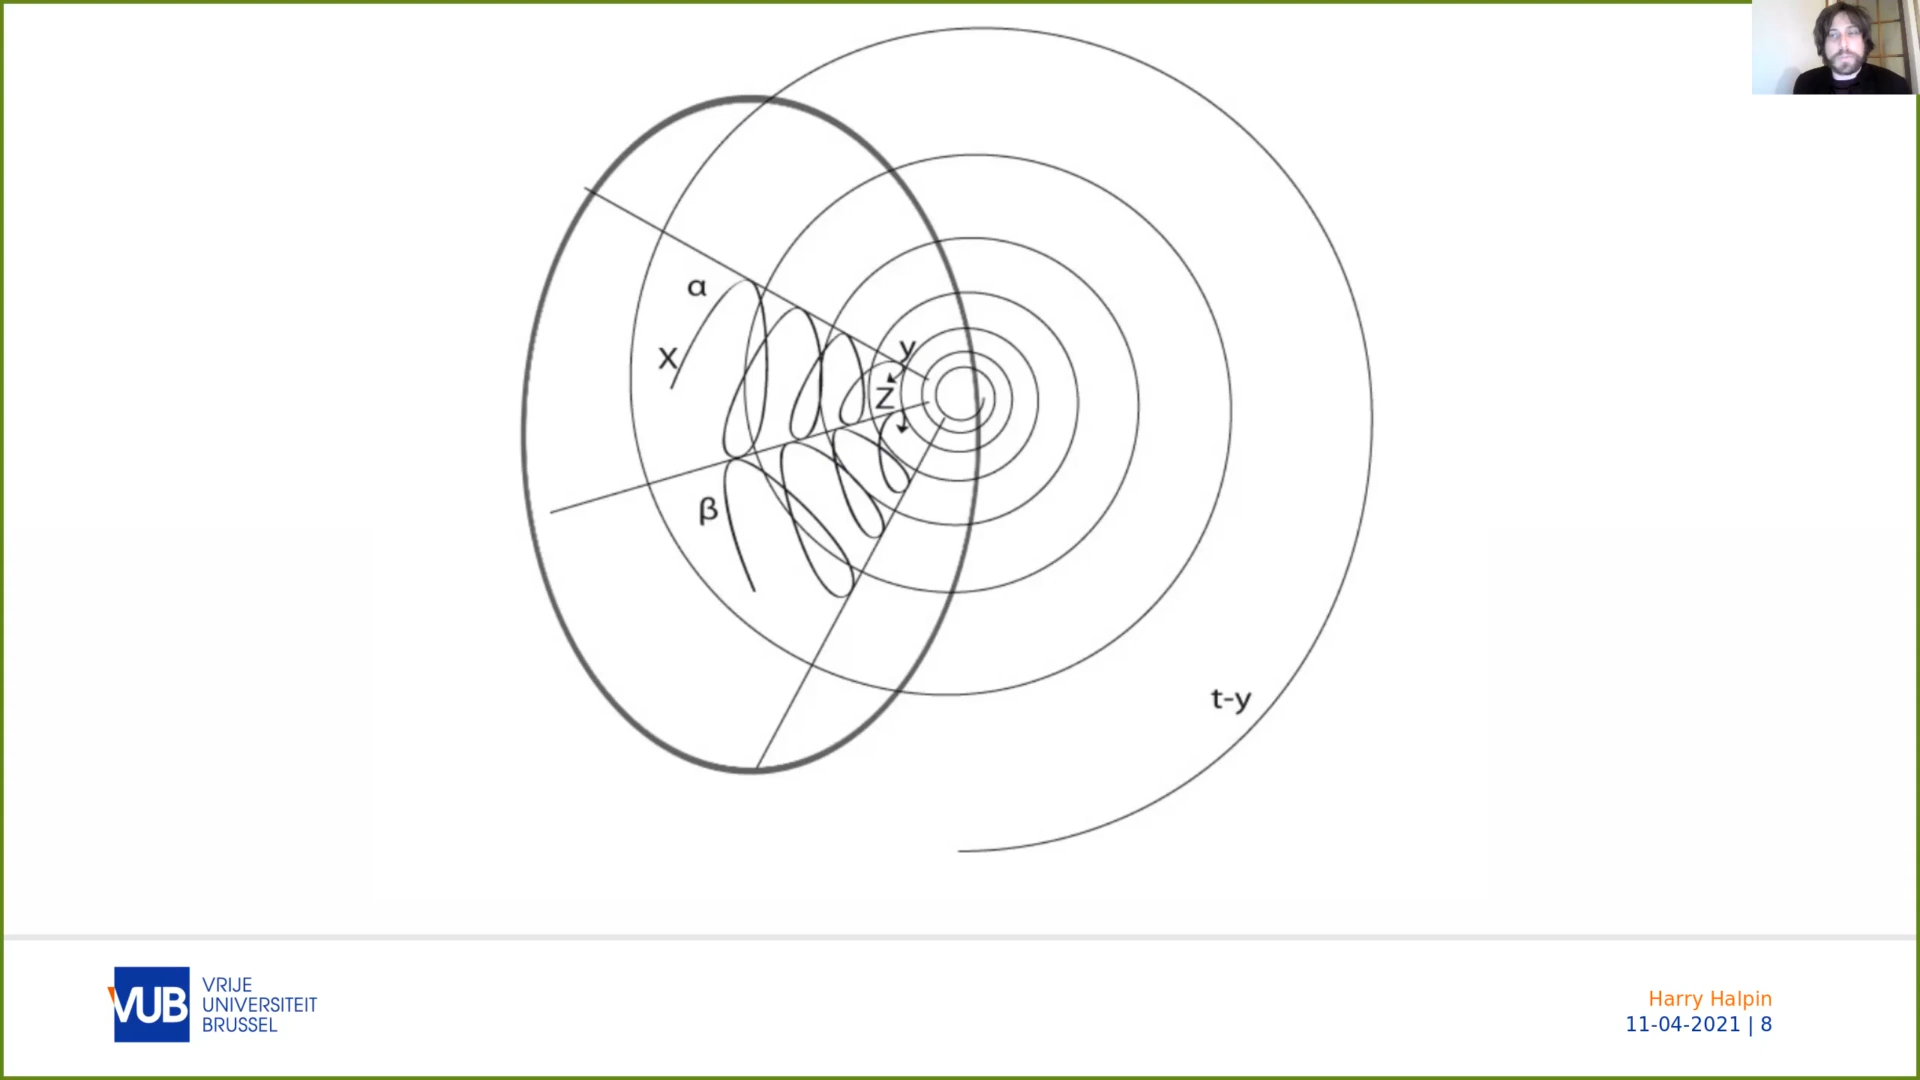 α
X
y
Z
β
t-y
VUB
VRIJE
UNIVERSITEIT
BRUSSEL
Harry Halpin
11-04-2021 | 8